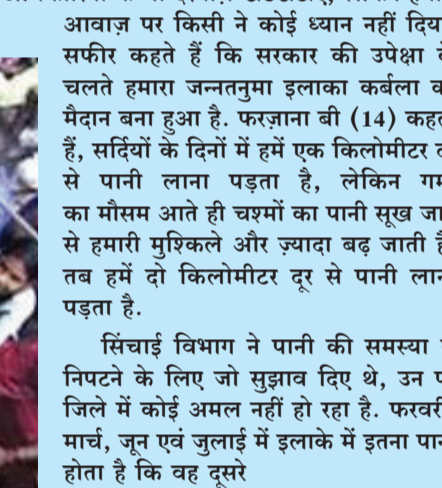 आवाज़ पर किसी ने कोई ध्यान नहीं दिय
सफीर कहते हैं कि सरकार की उपेक्षा
चलते हमारा जन्नतनुमा इलाका कर्बला क
मैदान बना हुआ है. फरज़ाना बी (14) कहत
हैं, सर्दियों के दिनों में हमें एक किलोमीटर द
से पानी लाना पड़ता है, लेकिन गर्म
का मौसम आते ही चश्मों का पानी सूख जा
से हमारी मुश्किले और ज़्यादा बढ़ जाती है
तब हमें दो किलोमीटर दूर से पानी लान
पड़ता है.
सिंचाई विभाग ने पानी की समस्या
निपटने के लिए जो सुझाव दिए थे, उन प
जिले में कोई अमल नहीं हो रहा है. फरवरी
मार्च, जून एवं जुलाई में इलाके में इतना पान
होता है कि वह दूसरे